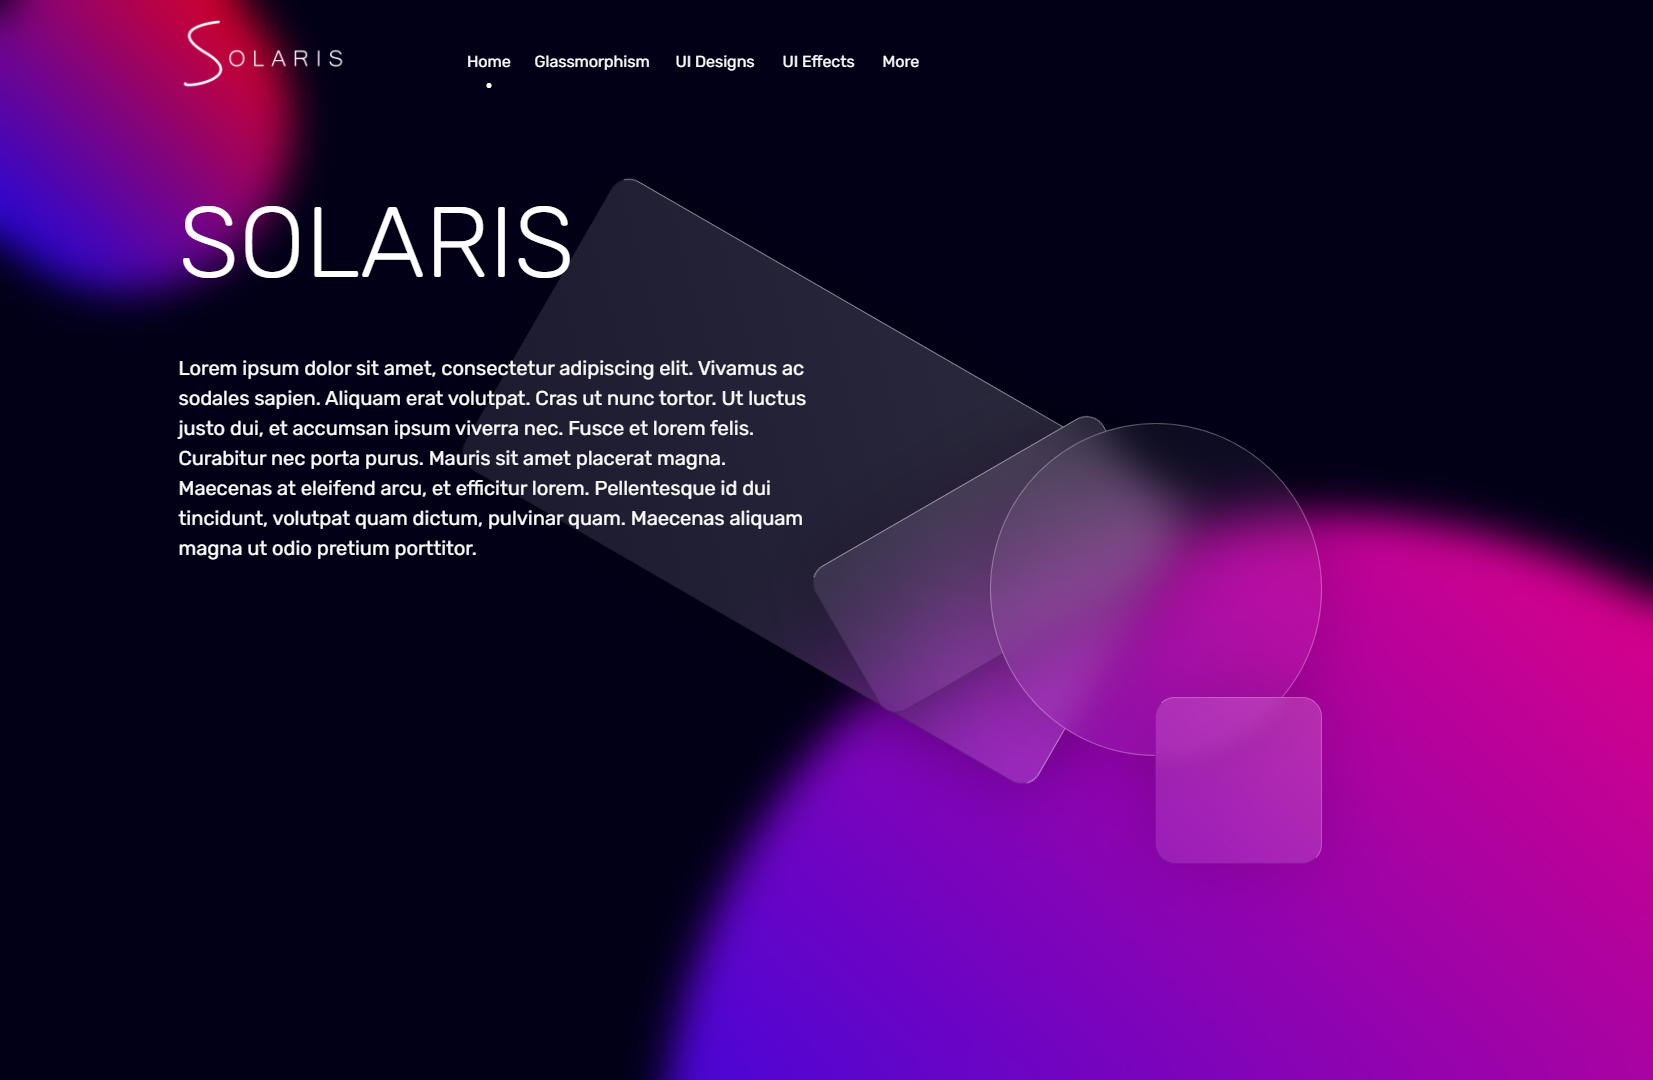 SOLARIS
Home Glassmorphism UI Designs UI Effects More
SOLARIS
Lorem ipsum dolor sit amet, consectetur adipiscing elit. Vivamus ac
sodales sapien. Aliquam erat volutpat. Cras ut nunc tortor. Ut luctus
justo dui, et accumsan ipsum viverra nec. Fusce et lorem felis.
Curabitur nec porta purus. Mauris sit amet placerat magna.
Maecenas at eleifend arcu, et efficitur lorem. Pellentesque id dui
tincidunt, volutpat quam dictum, pulvinar quam. Maecenas aliquam
magna ut odio pretium porttitor.